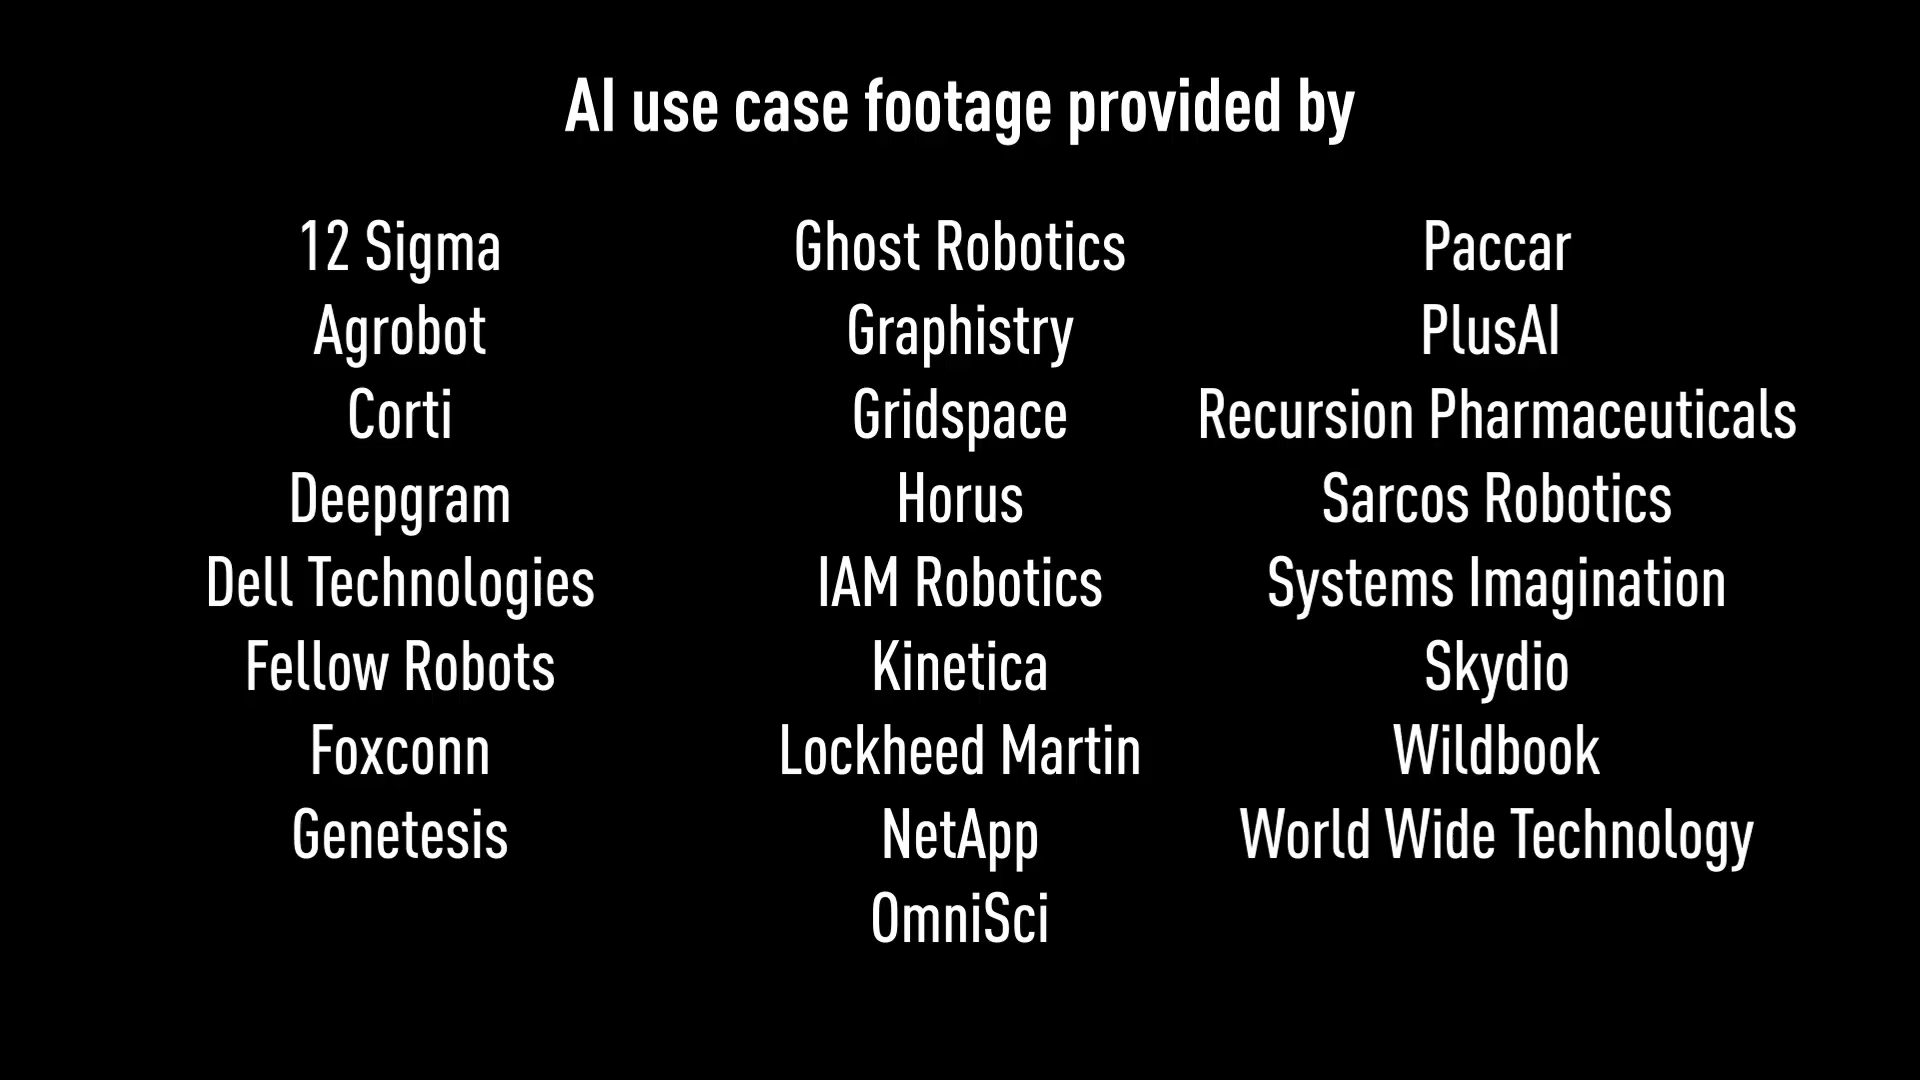 AI use case footage provided by
12 Sigma
Agrobot
Corti
Deepgram
Dell Technologies
Fellow Robots
Foxconn
Genetesis
Ghost Robotics
Graphistry
Gridspace
Horus
IAM Robotics
Kinetica
Lockheed Martin
NetApp
OmniSci
Paccar
PlusAI
Recursion Pharmaceuticals
Sarcos Robotics
Systems Imagination
Skydio
Wildbook
World Wide Technology